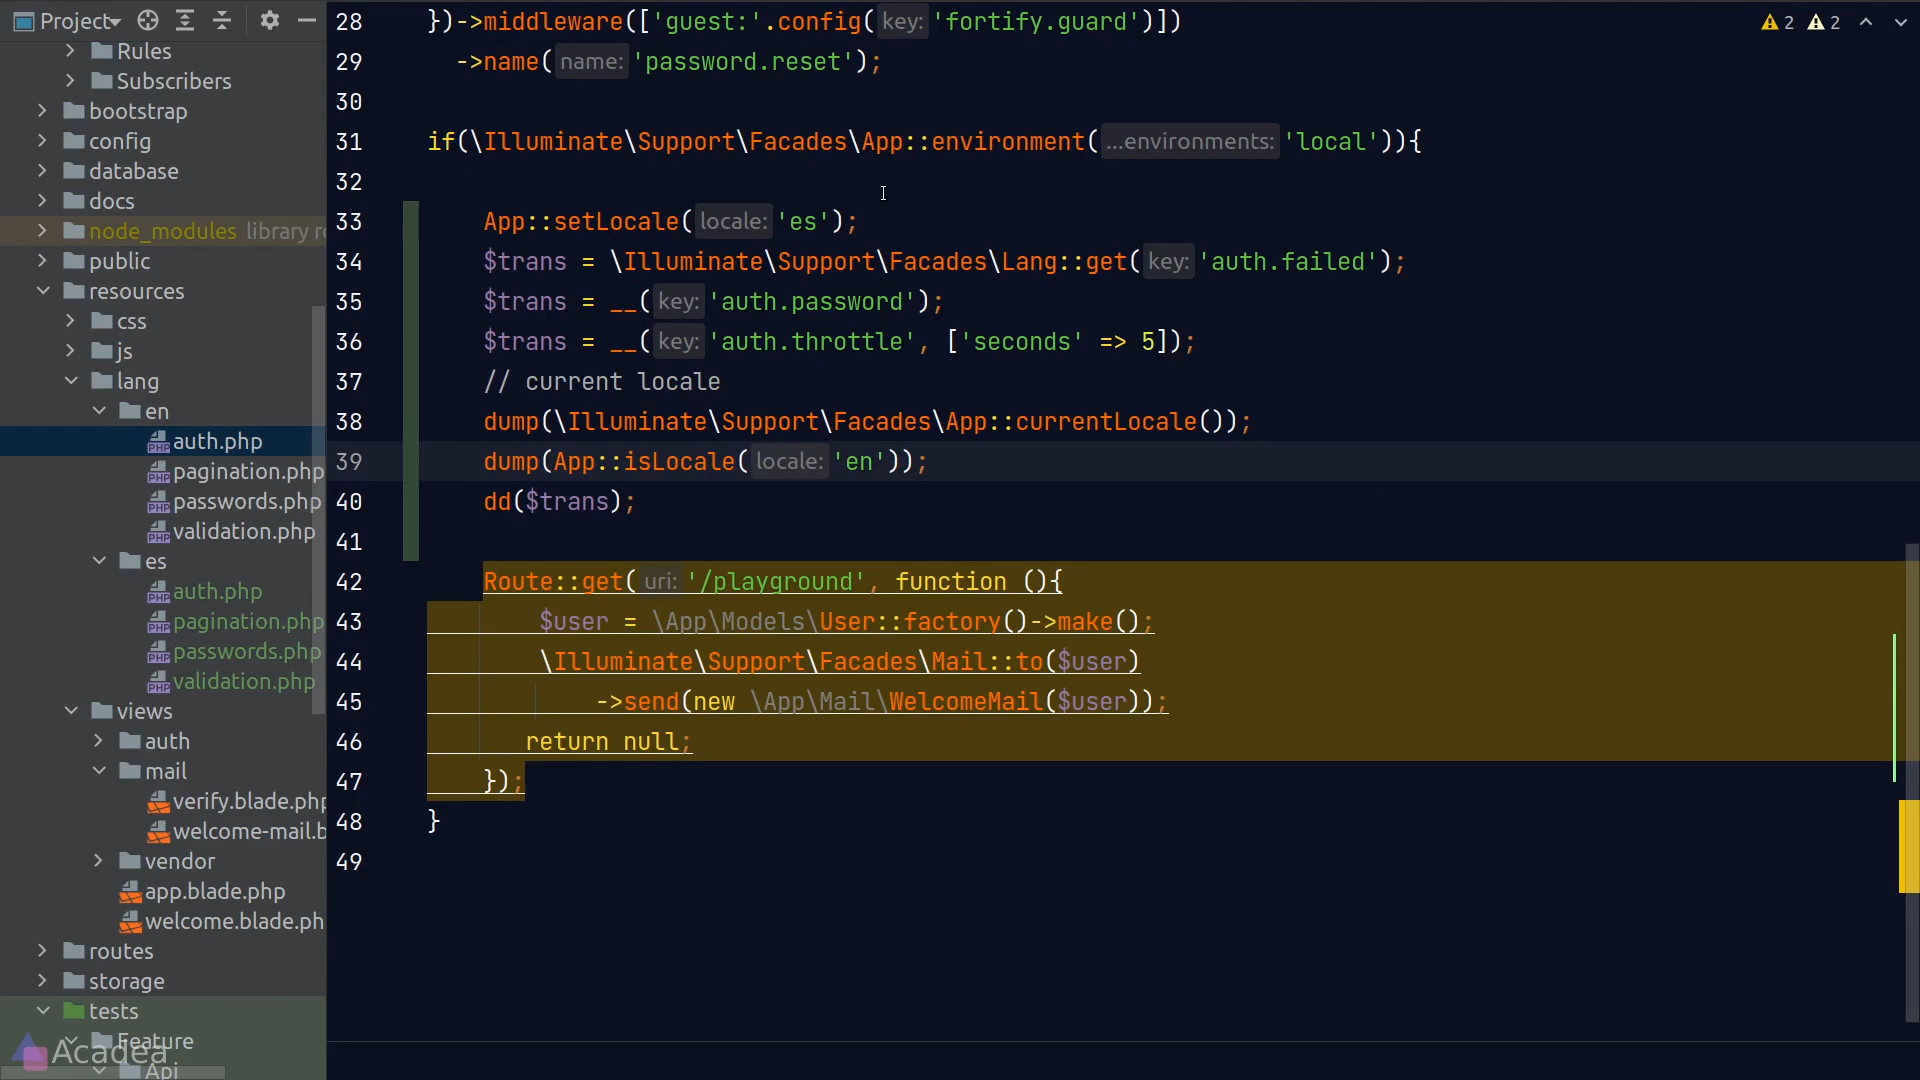 Project
Rules
Subscribers
bootstrap
config
database
docs
node_modules library ro
public
resources
css
js
lang
en
auth.php
pagination.php
passwords.php
validation.php
es
auth.php
pagination.php
passwords.php
validation.php
views
auth
mail
verify.blade.php
welcome-mail.b
vendor
app.blade.php
welcome.blade.ph
routes
storage
tests
Feature
Api
Acadea
2 2
28 })->middleware(['guest:'.config( key: 'fortify.guard')])
29 ->name( name: 'password.reset');
30
31 if(\Illuminate\Support\Facades\App::environment( ...environments: 'local')){
32
33 App::setLocale( locale: 'es');
34 $trans = \Illuminate\Support\Facades\Lang::get( key: 'auth.failed');
35 $trans = __( key: 'auth.password');
36 $trans = __( key: 'auth.throttle', ['seconds' => 5]);
37 // current locale
38 dump(\Illuminate\Support\Facades\App::currentLocale());
39 dump(App::isLocale( locale: 'en'));
40 dd($trans);
41
42 Route::get( uri: '/playground', function (){
43 $user = \App\Models\User::factory()->make();
44 \Illuminate\Support\Facades\Mail::to($user)
45 ->send(new \App\Mail\WelcomeMail($user));
46 return null;
47 });
48 }
49